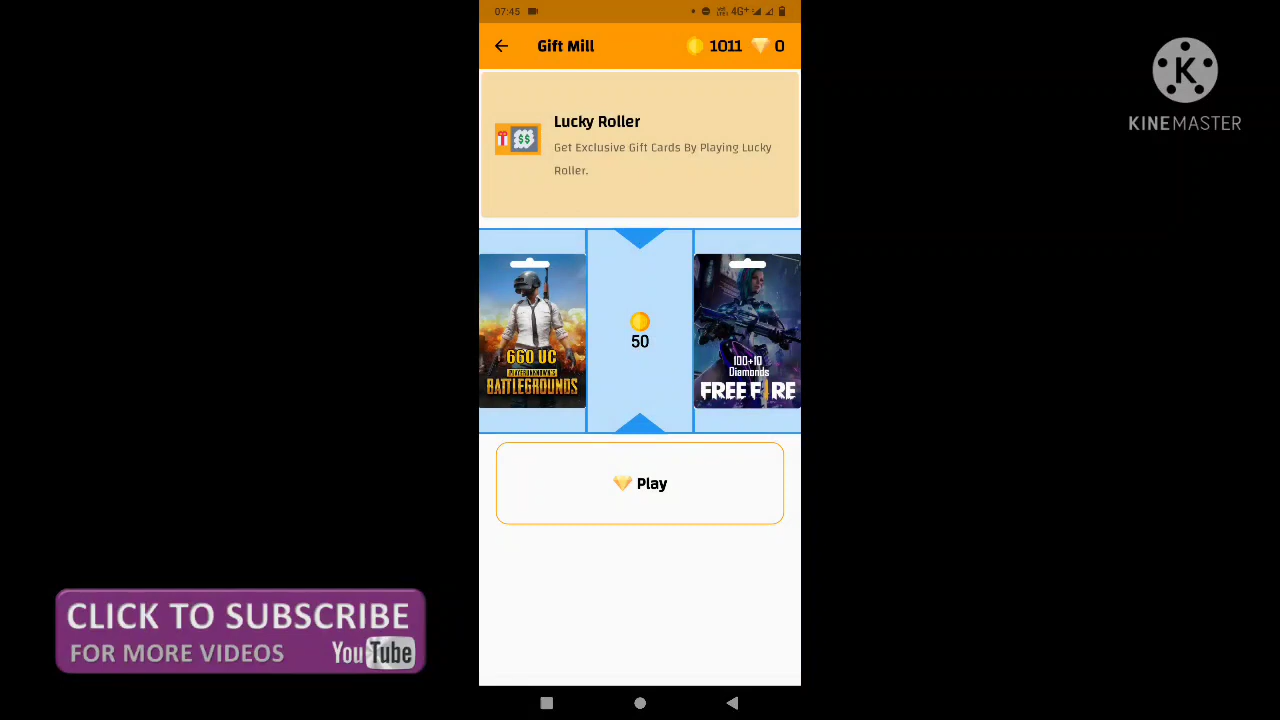 07:45
4G+
Gift Mill
1011
0
KINEMASTER
Lucky Roller
Get Exclusive Gift Cards By Playing Lucky
Roller.
$$
660 UC
PLAYERUNKNOWN'S
BATTLEGROUNDS
50
100+10
Diamonds
FREE FIRE
Play
CLICK TO SUBSCRIBE
FOR MORE VIDEOS YouTube